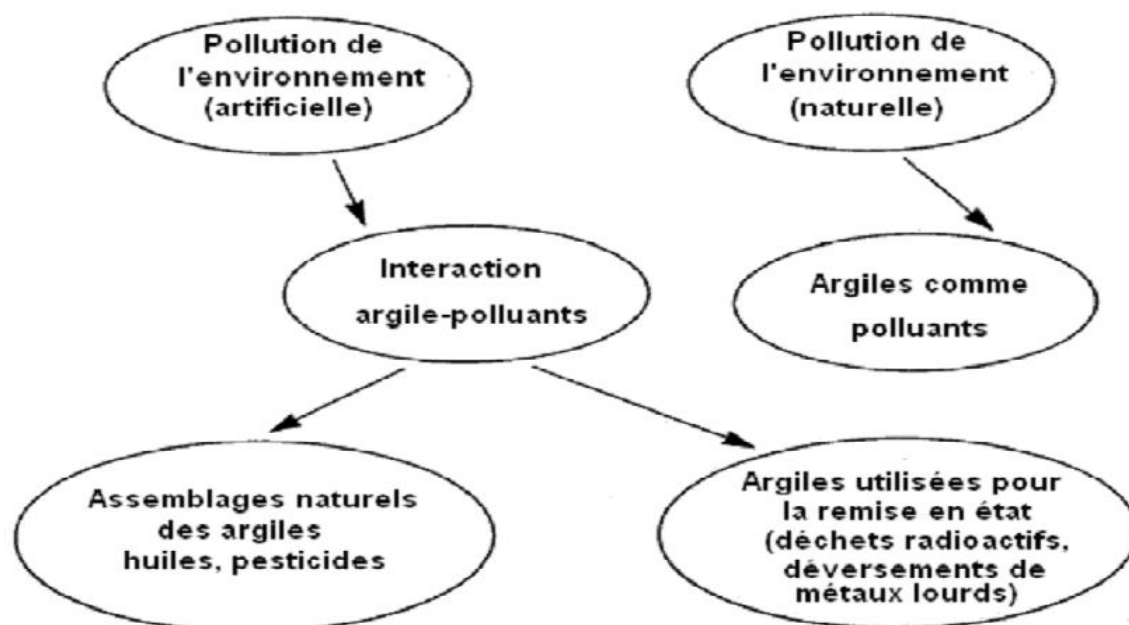 Pollution de
l'environnement
(artificielle)
Pollution de
l'environnement
(naturelle)
Interaction
argile-polluants
Argiles comme
polluants
Assemblages naturels
des argiles
huiles, pesticides
Argiles utilisées pour
la remise en état
(déchets radioactifs,
déversements de
métaux lourds)